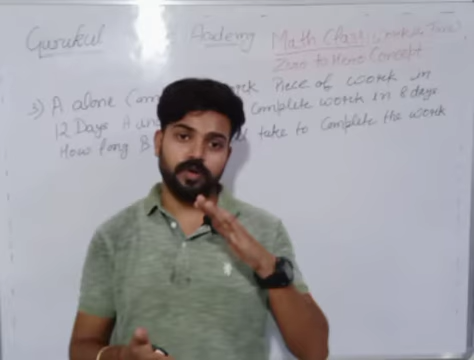 Gurukul Academy Math Class
Zero to Hero Concept
3) A alone Piece of work in
12 Days A Complete work in 8 days
How long B take to Complete the work